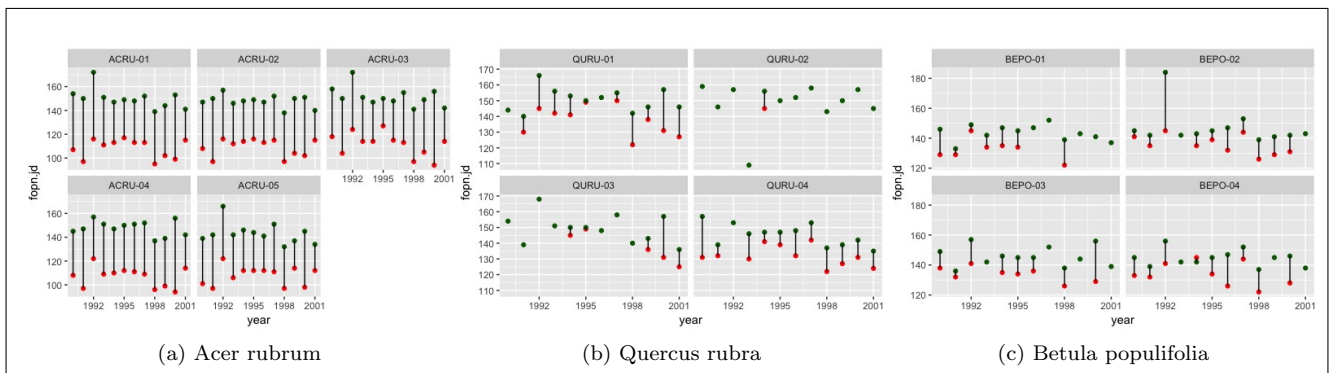 ACRU-01 ACRU-02 ACRU-03
160
140
120
100
1992 1995 1998 2001
ACRU-04 ACRU-05
160
140
120
100
1992 1995 1998 2001 1992 1995 1998 2001
fopn.jd
year
(a) Acer rubrum
QURU-01 QURU-02
170
160
150
140
130
120
110
QURU-03 QURU-04
170
160
150
140
130
120
110
1992 1995 1998 2001 1992 1995 1998 2001
fopn.jd
year
(b) Quercus rubra
BEPO-01 BEPO-02
180
160
140
120
BEPO-03 BEPO-04
180
160
140
120
1992 1995 1998 2001 1992 1995 1998 2001
fopn.jd
year
(c) Betula populifolia